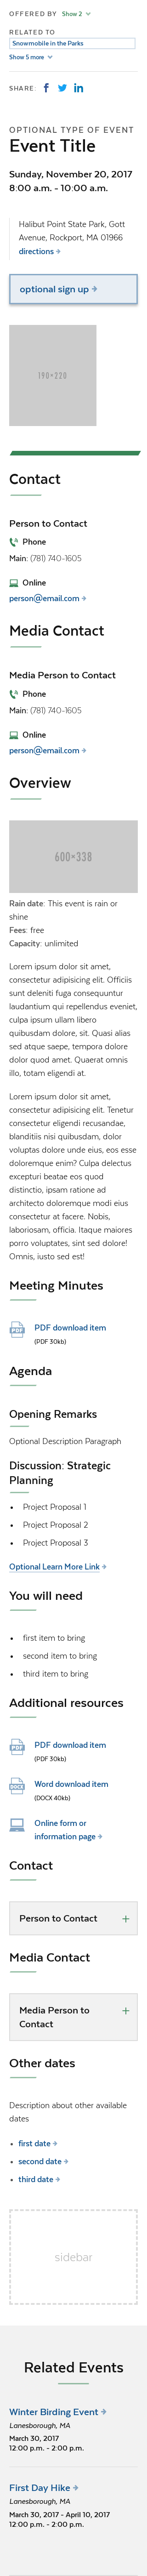 OFFERED BY Show 2
RELATED TO
Snowmobile in the Parks
Show 5 more
SHARE:
OPTIONAL TYPE OF EVENT
Event Title
Sunday, November 20, 2017
8:00 a.m. - 10:00 a.m.
Halibut Point State Park, Gott
Avenue, Rockport, MA 01966
directions
optional sign up
190×220
Contact
Person to Contact
Phone
Main: (781) 740-1605
Online
person@email.com
Media Contact
Media Person to Contact
Phone
Main: (781) 740-1605
Online
person@email.com
Overview
600×338
Rain date: This event is rain or
shine
Fees: free
Capacity: unlimited
Lorem ipsum dolor sit amet,
consectetur adipisicing elit. Officiis
sunt deleniti fuga consequuntur
laudantium qui repellendus eveniet,
culpa ipsum ullam libero
quibusdam dolore, sit. Quasi alias
sed atque saepe, tempora dolore
dolor quod amet. Quaerat omnis
illo, totam eligendi at.
Lorem ipsum dolor sit amet,
consectetur adipisicing elit. Tenetur
consectetur eligendi recusandae,
blanditiis nisi quibusdam, dolor
voluptas dolore unde eius, eos esse
doloremque enim? Culpa delectus
excepturi beatae eos quod
distinctio, ipsam ratione ad
architecto doloremque modi eius
consectetur at facere. Nobis,
laboriosam, officia. Itaque maiores
porro voluptates, sint sed dolore!
Omnis, iusto sed est!
Meeting Minutes
PDF
PDF download item
(PDF 30kb)
Agenda
Opening Remarks
Optional Description Paragraph
Discussion: Strategic
Planning
• Project Proposal 1
• Project Proposal 2
• Project Proposal 3
Optional Learn More Link
You will need
• first item to bring
• second item to bring
• third item to bring
Additional resources
PDF
PDF download item
(PDF 30kb)
DOCX
Word download item
(DOCX 40kb)
Online form or
information page
Contact
Person to Contact +
Media Contact
Media Person to +
Contact
Other dates
Description about other available
dates
• first date
• second date
• third date
sidebar
Related Events
Winter Birding Event
Lanesborough, MA
March 30, 2017
12:00 p.m. - 2:00 p.m.
First Day Hike
Lanesborough, MA
March 30, 2017 - April 10, 2017
12:00 p.m. - 2:00 p.m.